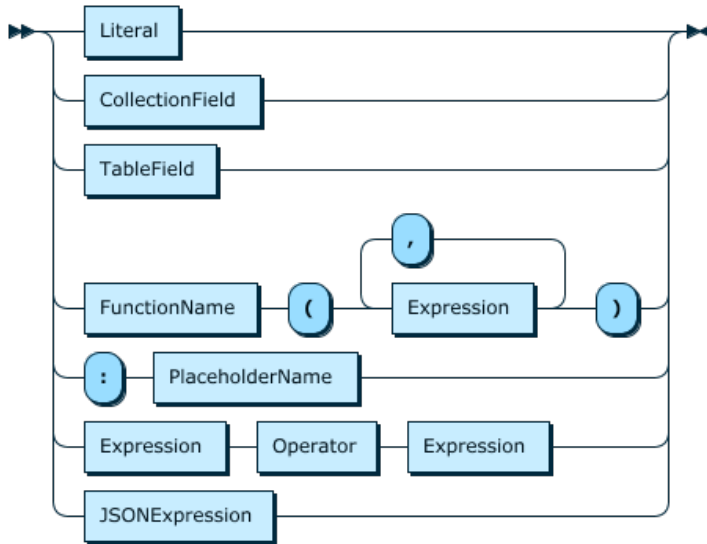 Literal
CollectionField
TableField
,
FunctionName ( Expression )
: PlaceholderName
Expression Operator Expression
JSONExpression